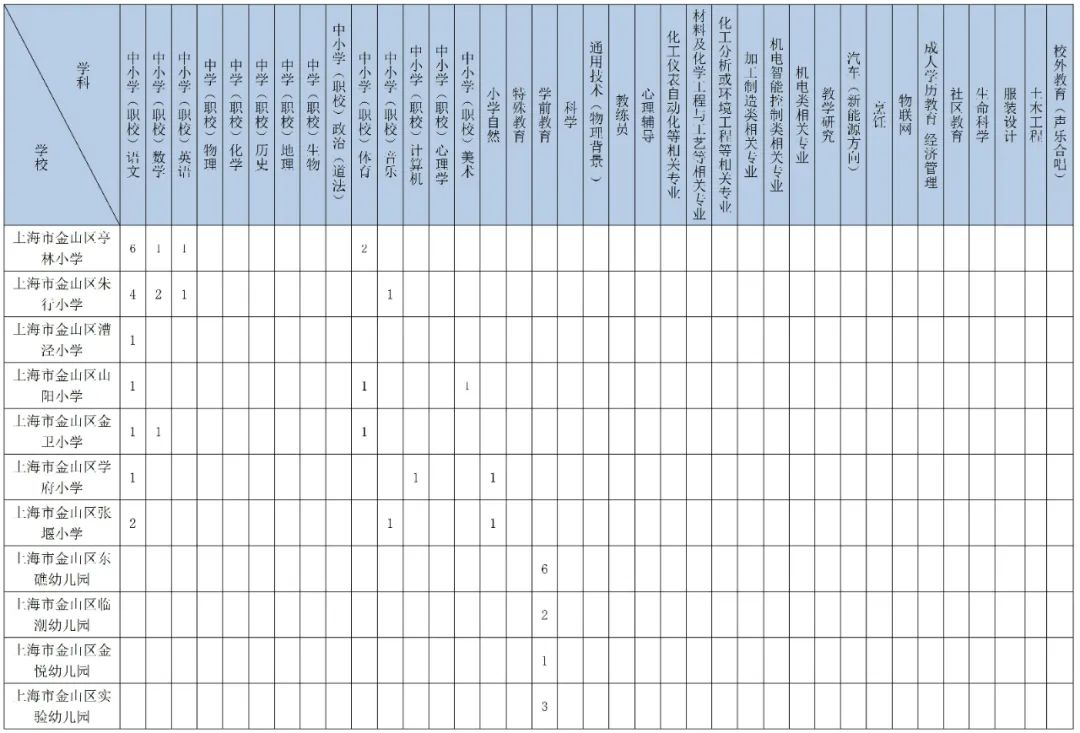 学科
学校
中小学（职校）语文
中小学（职校）数学
中小学（职校）英语
中学（职校）物理
中学（职校）化学
中学（职校）历史
中学（职校）地理
中学（职校）生物
中小学（职校）政治（道法）
中小学（职校）体育
中小学（职校）音乐
中小学（职校）计算机
中小学（职校）心理学
中小学（职校）美术
小学自然
特殊教育
学前教育
科学
通用技术（物理背景）
教练员
心理辅导
化工仪表自动化等相关专业
材料及化学工程与工艺等相关专业
化工分析或环境工程等相关专业
加工制造类相关专业
机电智能控制类相关专业
机电类相关专业
教学研究
汽车（新能源方向）
烹饪
物联网
成人学历教育 经济管理
社区教育
生命科学
服装设计
土木工程
校外教育（声乐合唱）
上海市金山区亭
林小学
6 1 1 2
上海市金山区朱
行小学
4 2 1 1
上海市金山区漕
泾小学
1
上海市金山区山
阳小学
1 1 1
上海市金山区金
卫小学
1 1 1
上海市金山区学
府小学
1 1 1
上海市金山区张
堰小学
2 1 1
上海市金山区东
礁幼儿园
6
上海市金山区临
潮幼儿园
2
上海市金山区金
悦幼儿园
1
上海市金山区实
验幼儿园
3